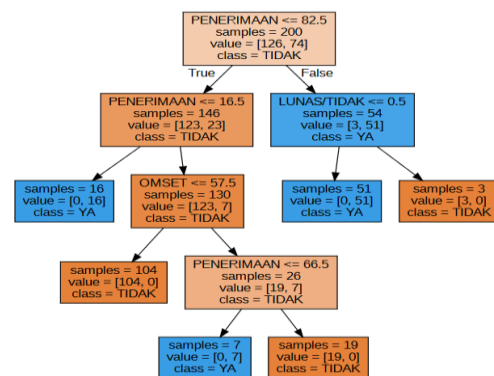 PENERIMAAN <= 82.5
samples = 200
value = [126, 74]
class = TIDAK
True
False
PENERIMAAN <= 16.5
samples = 146
value = [123, 23]
class = TIDAK
LUNAS/TIDAK <= 0.5
samples = 54
value = [3, 51]
class = YA
samples = 16
value = [0, 16]
class = YA
OMSET <= 57.5
samples = 130
value = [123, 7]
class = TIDAK
samples = 51
value = [0, 51]
class = YA
samples = 3
value = [3, 0]
class = TIDAK
samples = 104
value = [104, 0]
class = TIDAK
PENERIMAAN <= 66.5
samples = 26
value = [19, 7]
class = TIDAK
samples = 7
value = [0, 7]
class = YA
samples = 19
value = [19, 0]
class = TIDAK